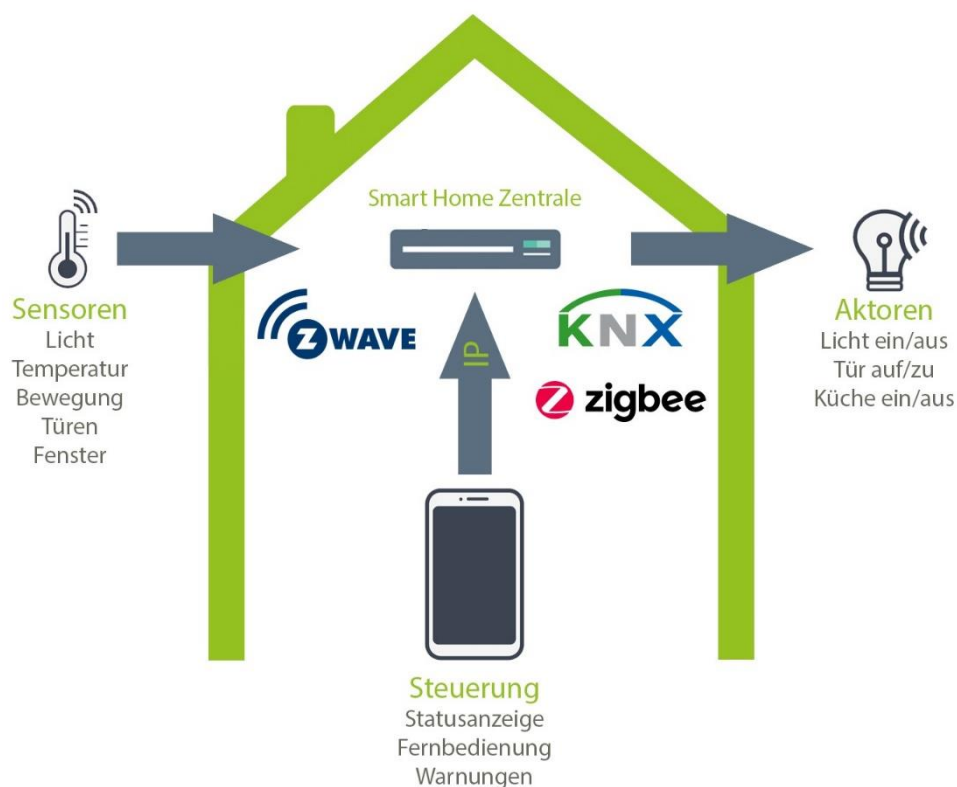 Smart Home Zentrale
Sensoren
Licht
Temperatur
Bewegung
Türen
Fenster
Z WAVE
IP
KNX
zigbee
Aktoren
Licht ein/aus
Tür auf/zu
Küche ein/aus
Steuerung
Statusanzeige
Fernbedienung
Warnungen